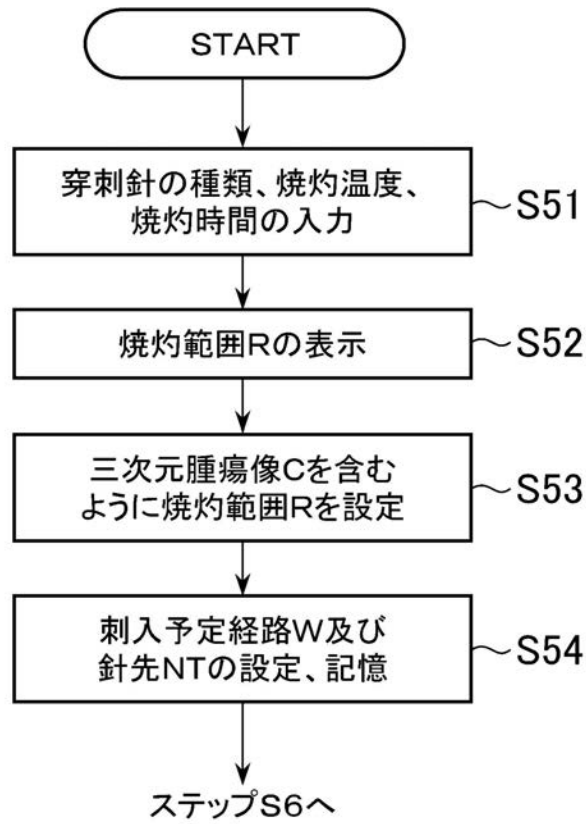 START
穿刺針の種類、焼灼温度、
焼灼時間の入力
S51
焼灼範囲Rの表示
S52
三次元腫瘍像Cを含む
ように焼灼範囲Rを設定
S53
刺入予定経路W及び
針先NTの設定、記憶
S54
ステップS6へ